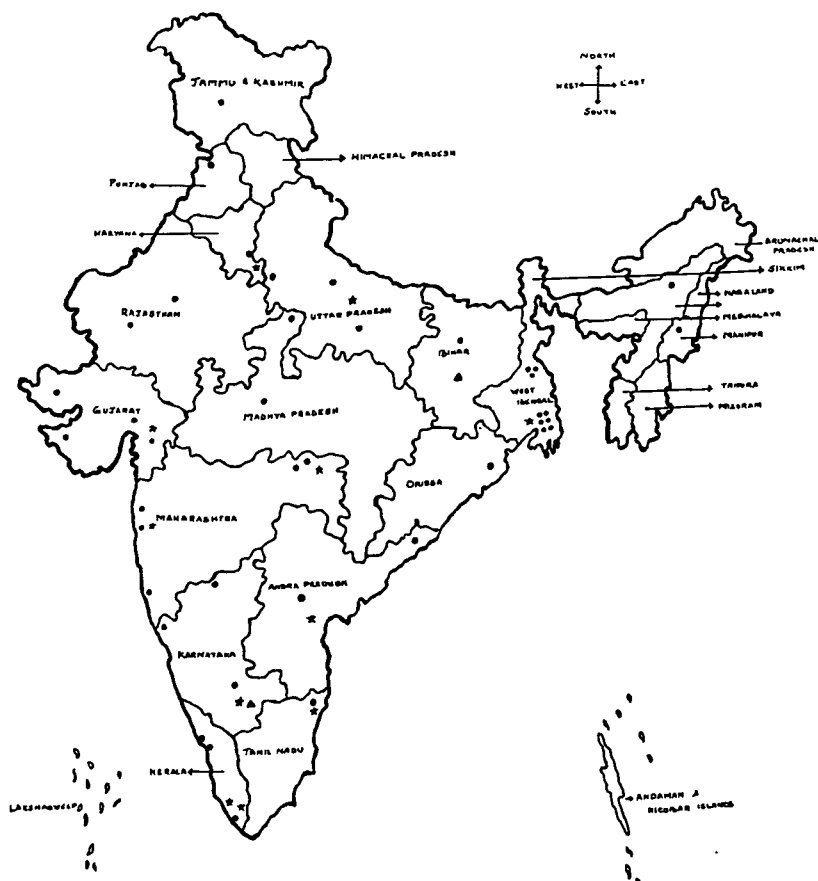 NORTH
JAMMU & KASHMIR
WEST EAST
SOUTH
HIMACHAL PRADESH
PUNJAB
HARYANA
ARUNACHAL
PRADESH
SIKKIM
NAGALAND
RAJASTHAN
UTTAR PRADESH
MEGHALAYA
MANIPUR
BIHAR
TRIPURA
WEST
BENGAL
MIZORAM
GUJARAT
MADHYA PRADESH
ORISSA
MAHARASHTRA
ANDRA PRADESH
KARNATAKA
TAMIL NADU
KERALA
ANDAMAN &
NICOBAR ISLANDS